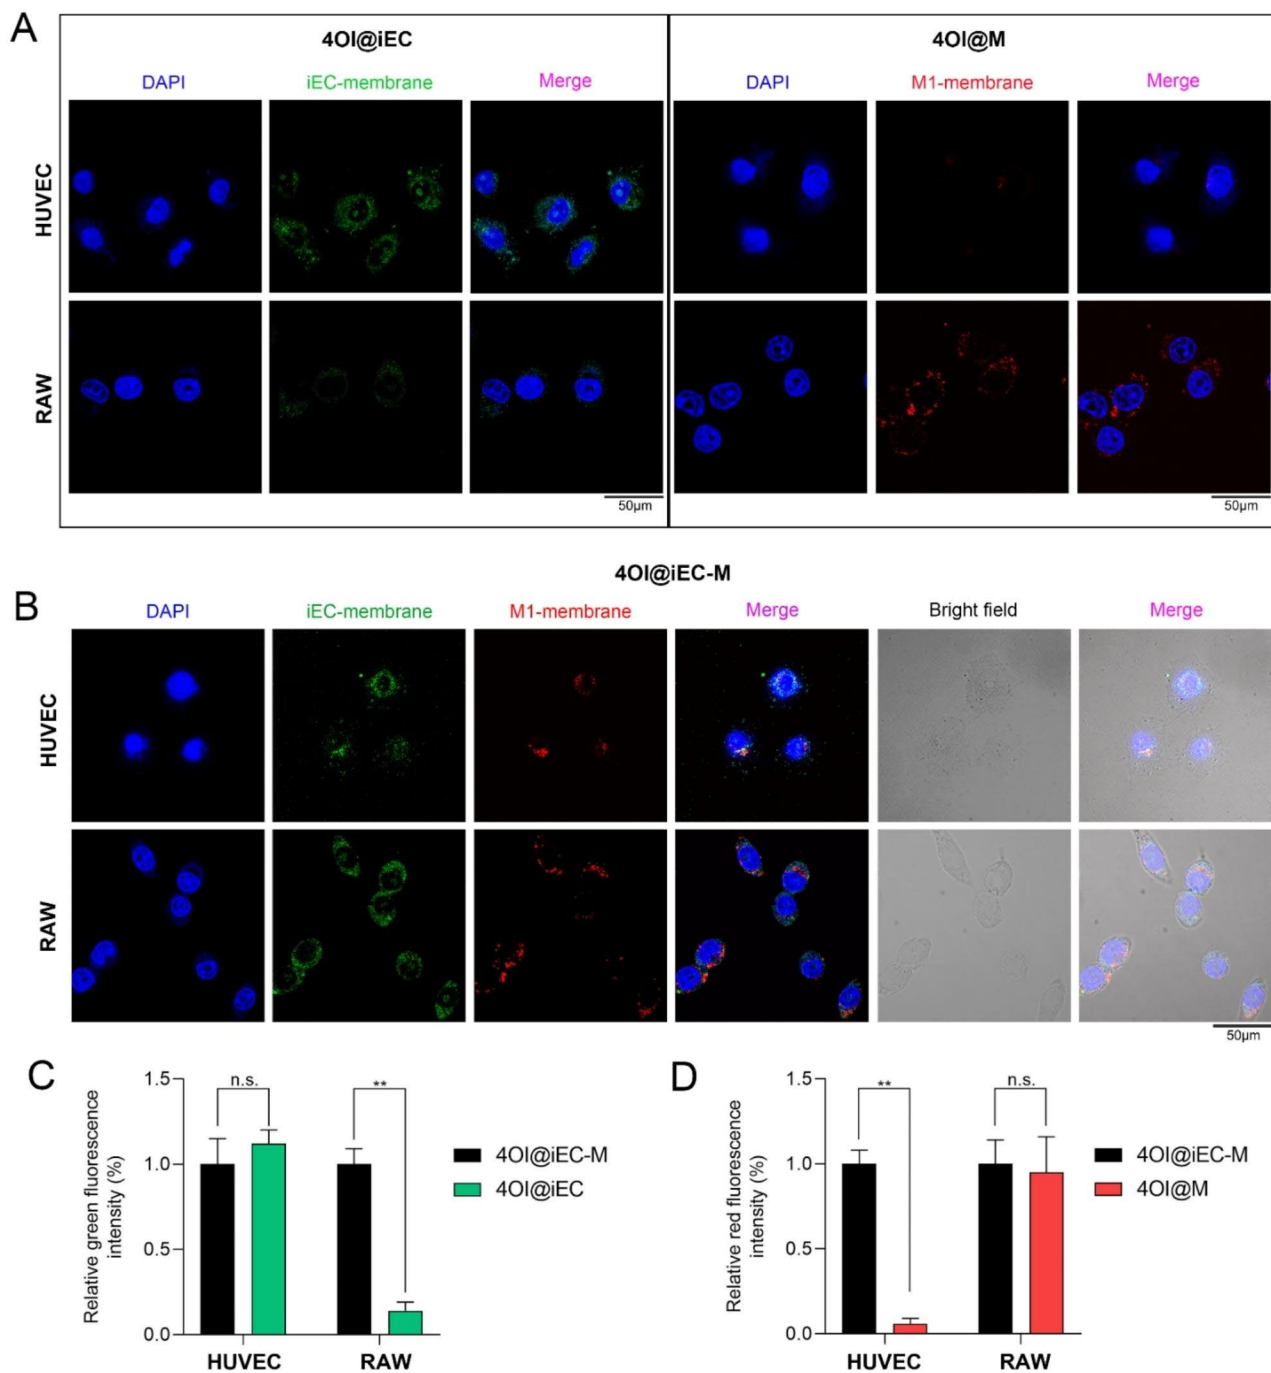 A
4OI@iEC
4OI@M
DAPI
iEC-membrane
Merge
DAPI
M1-membrane
Merge
HUVEC
RAW
50µm
50µm
4OI@iEC-M
B
DAPI
iEC-membrane
M1-membrane
Merge
Bright field
Merge
HUVEC
RAW
50µm
C
Relative green fluorescence
intensity (%)
1.5
1.0
0.5
0.0
n.s.
**
HUVEC
RAW
4OI@iEC-M
4OI@iEC
D
Relative red fluorescence
intensity (%)
1.5
1.0
0.5
0.0
**
n.s.
HUVEC
RAW
4OI@iEC-M
4OI@M